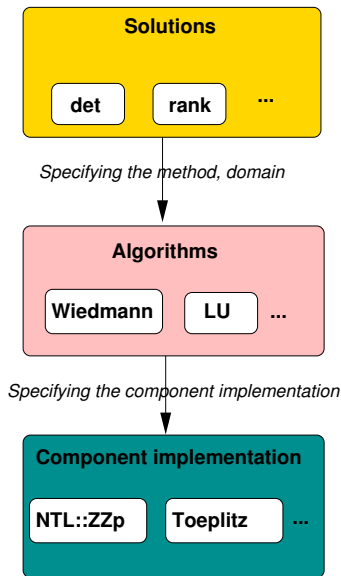 Solutions
det rank ...
Specifying the method, domain
Algorithms
Wiedmann LU ...
Specifying the component implementation
Component implementation
NTL::ZZp Toeplitz ...